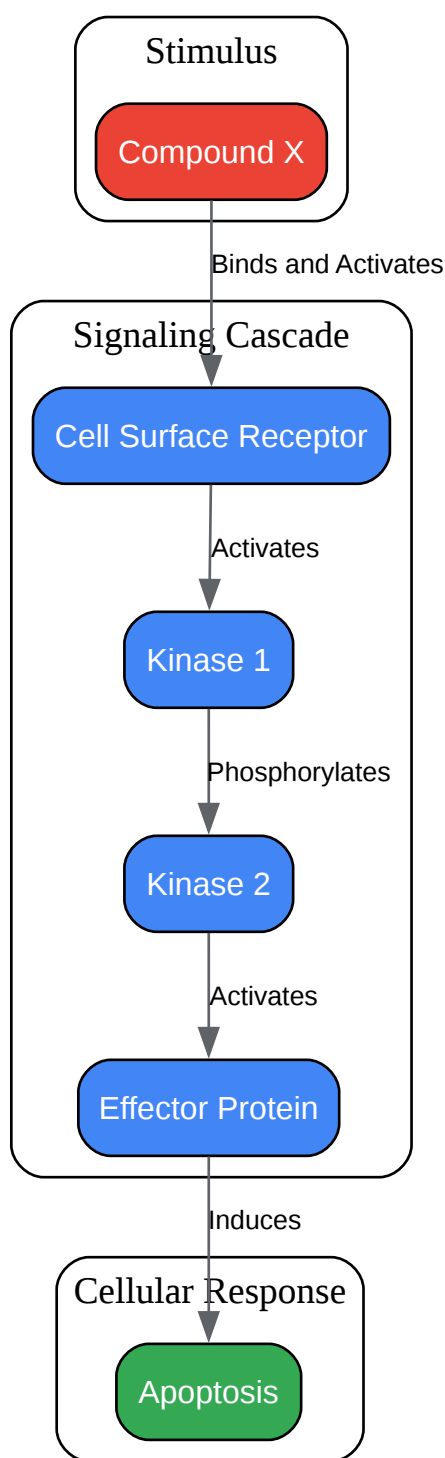 Stimulus
Compound X
Binds and Activates
Signaling Cascade
Cell Surface Receptor
Activates
Kinase 1
Phosphorylates
Kinase 2
Activates
Effector Protein
Induces
Cellular Response
Apoptosis